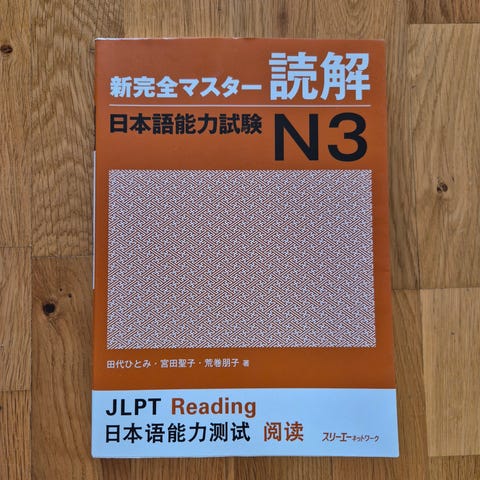 新完全マスター 読解
日本語能力試験 N3
田代ひとみ・宮田聖子・荒巻朋子 著
JLPT Reading
日本语能力测试 阅读
スリーエーネットワーク